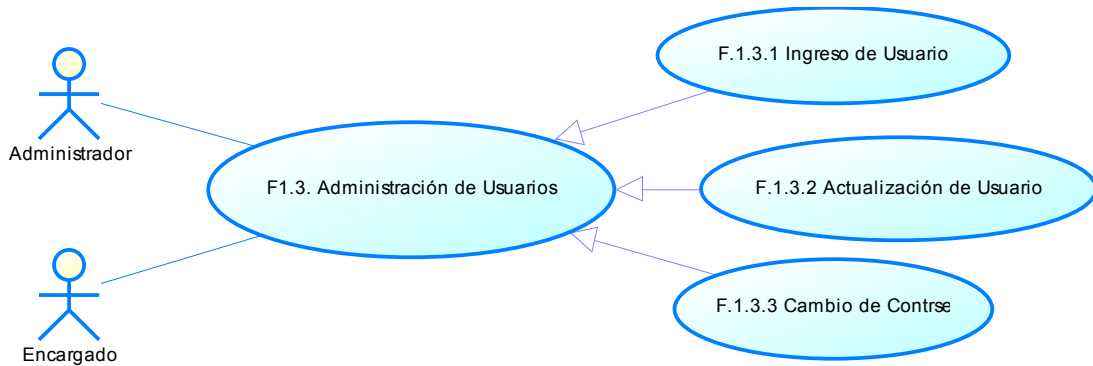 F.1.3.1 Ingreso de Usuario
Administrador
F1.3. Administración de Usuarios
F.1.3.2 Actualización de Usuario
F.1.3.3 Cambio de Contrse
Encargado